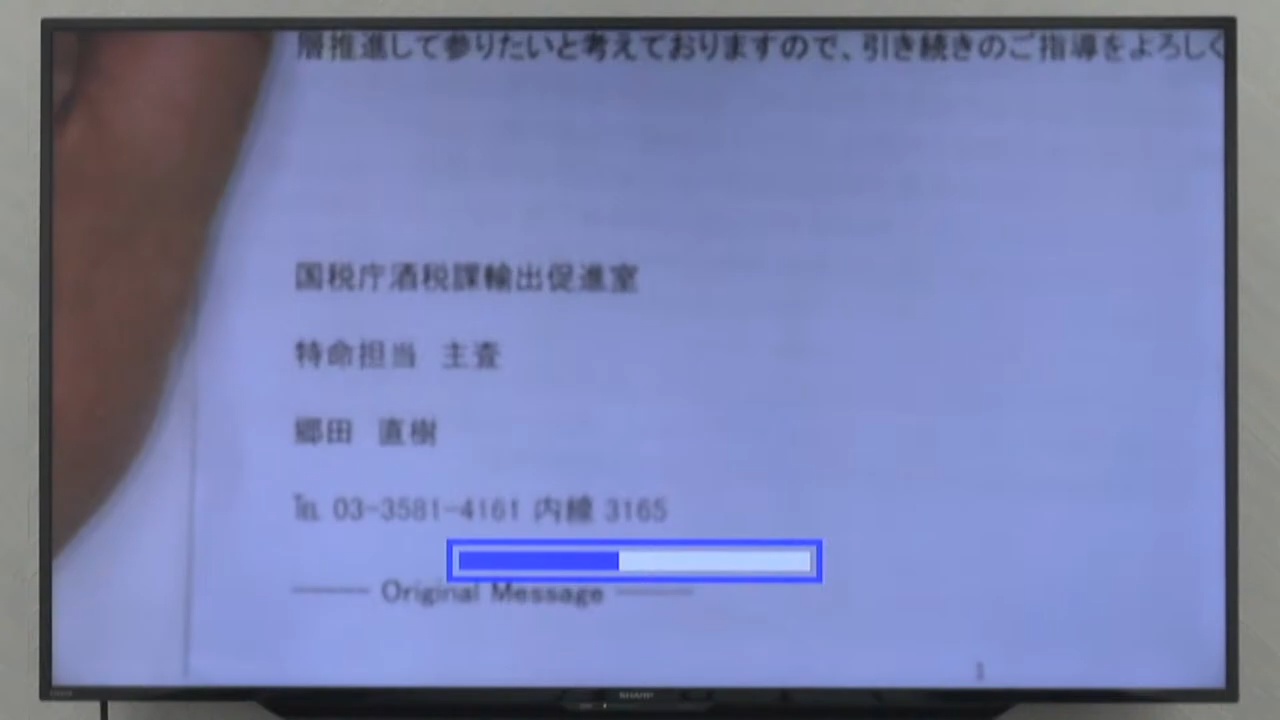 層推進して参りたいと考えておりますので、引き続きのご指導をよろしく
国税庁酒税課輸出促進室
特命担当 主査
郷田 直樹
℡ 03-3581-4161 内線 3165
Original Message
1
SHARP